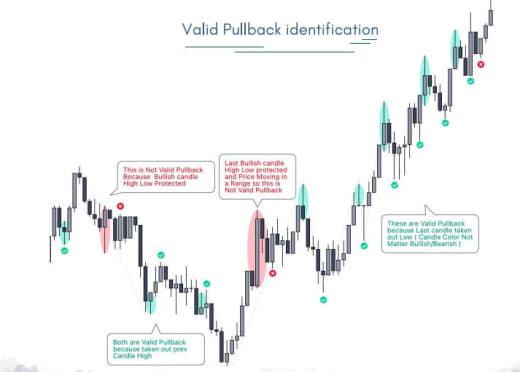 Valid Pullback identification
This is Not Valid Pullback
Because Bullish candle
High Low Protected
Last Bullish candle
High Low protected
and Price Moving in
a Range so this is
Not Valid Pullback
These are Valid Pullback
because Last candle taken
out Low ( Candle Color Not
Matter Bullish/Bearish )
Both are Valid Pullback
because taken out prev
Candle High